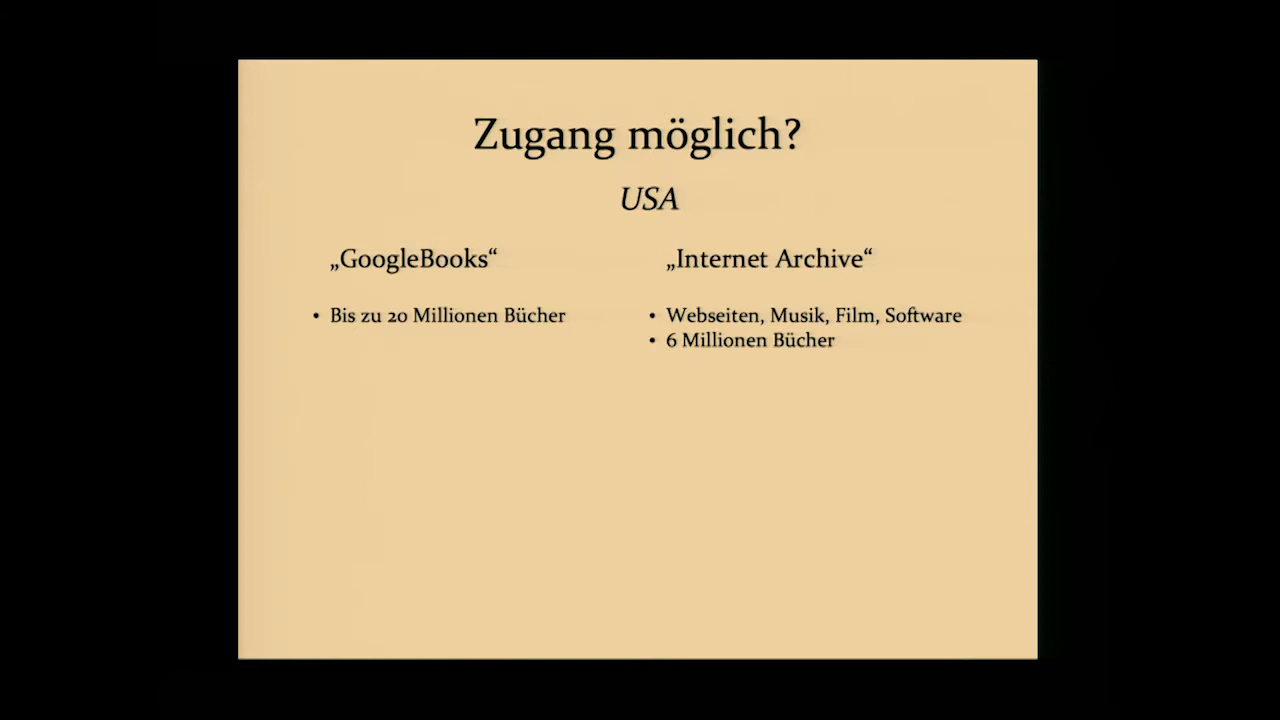 Zugang möglich?
USA
„GoogleBooks“
• Bis zu 20 Millionen Bücher
„Internet Archive“
• Webseiten, Musik, Film, Software
• 6 Millionen Bücher